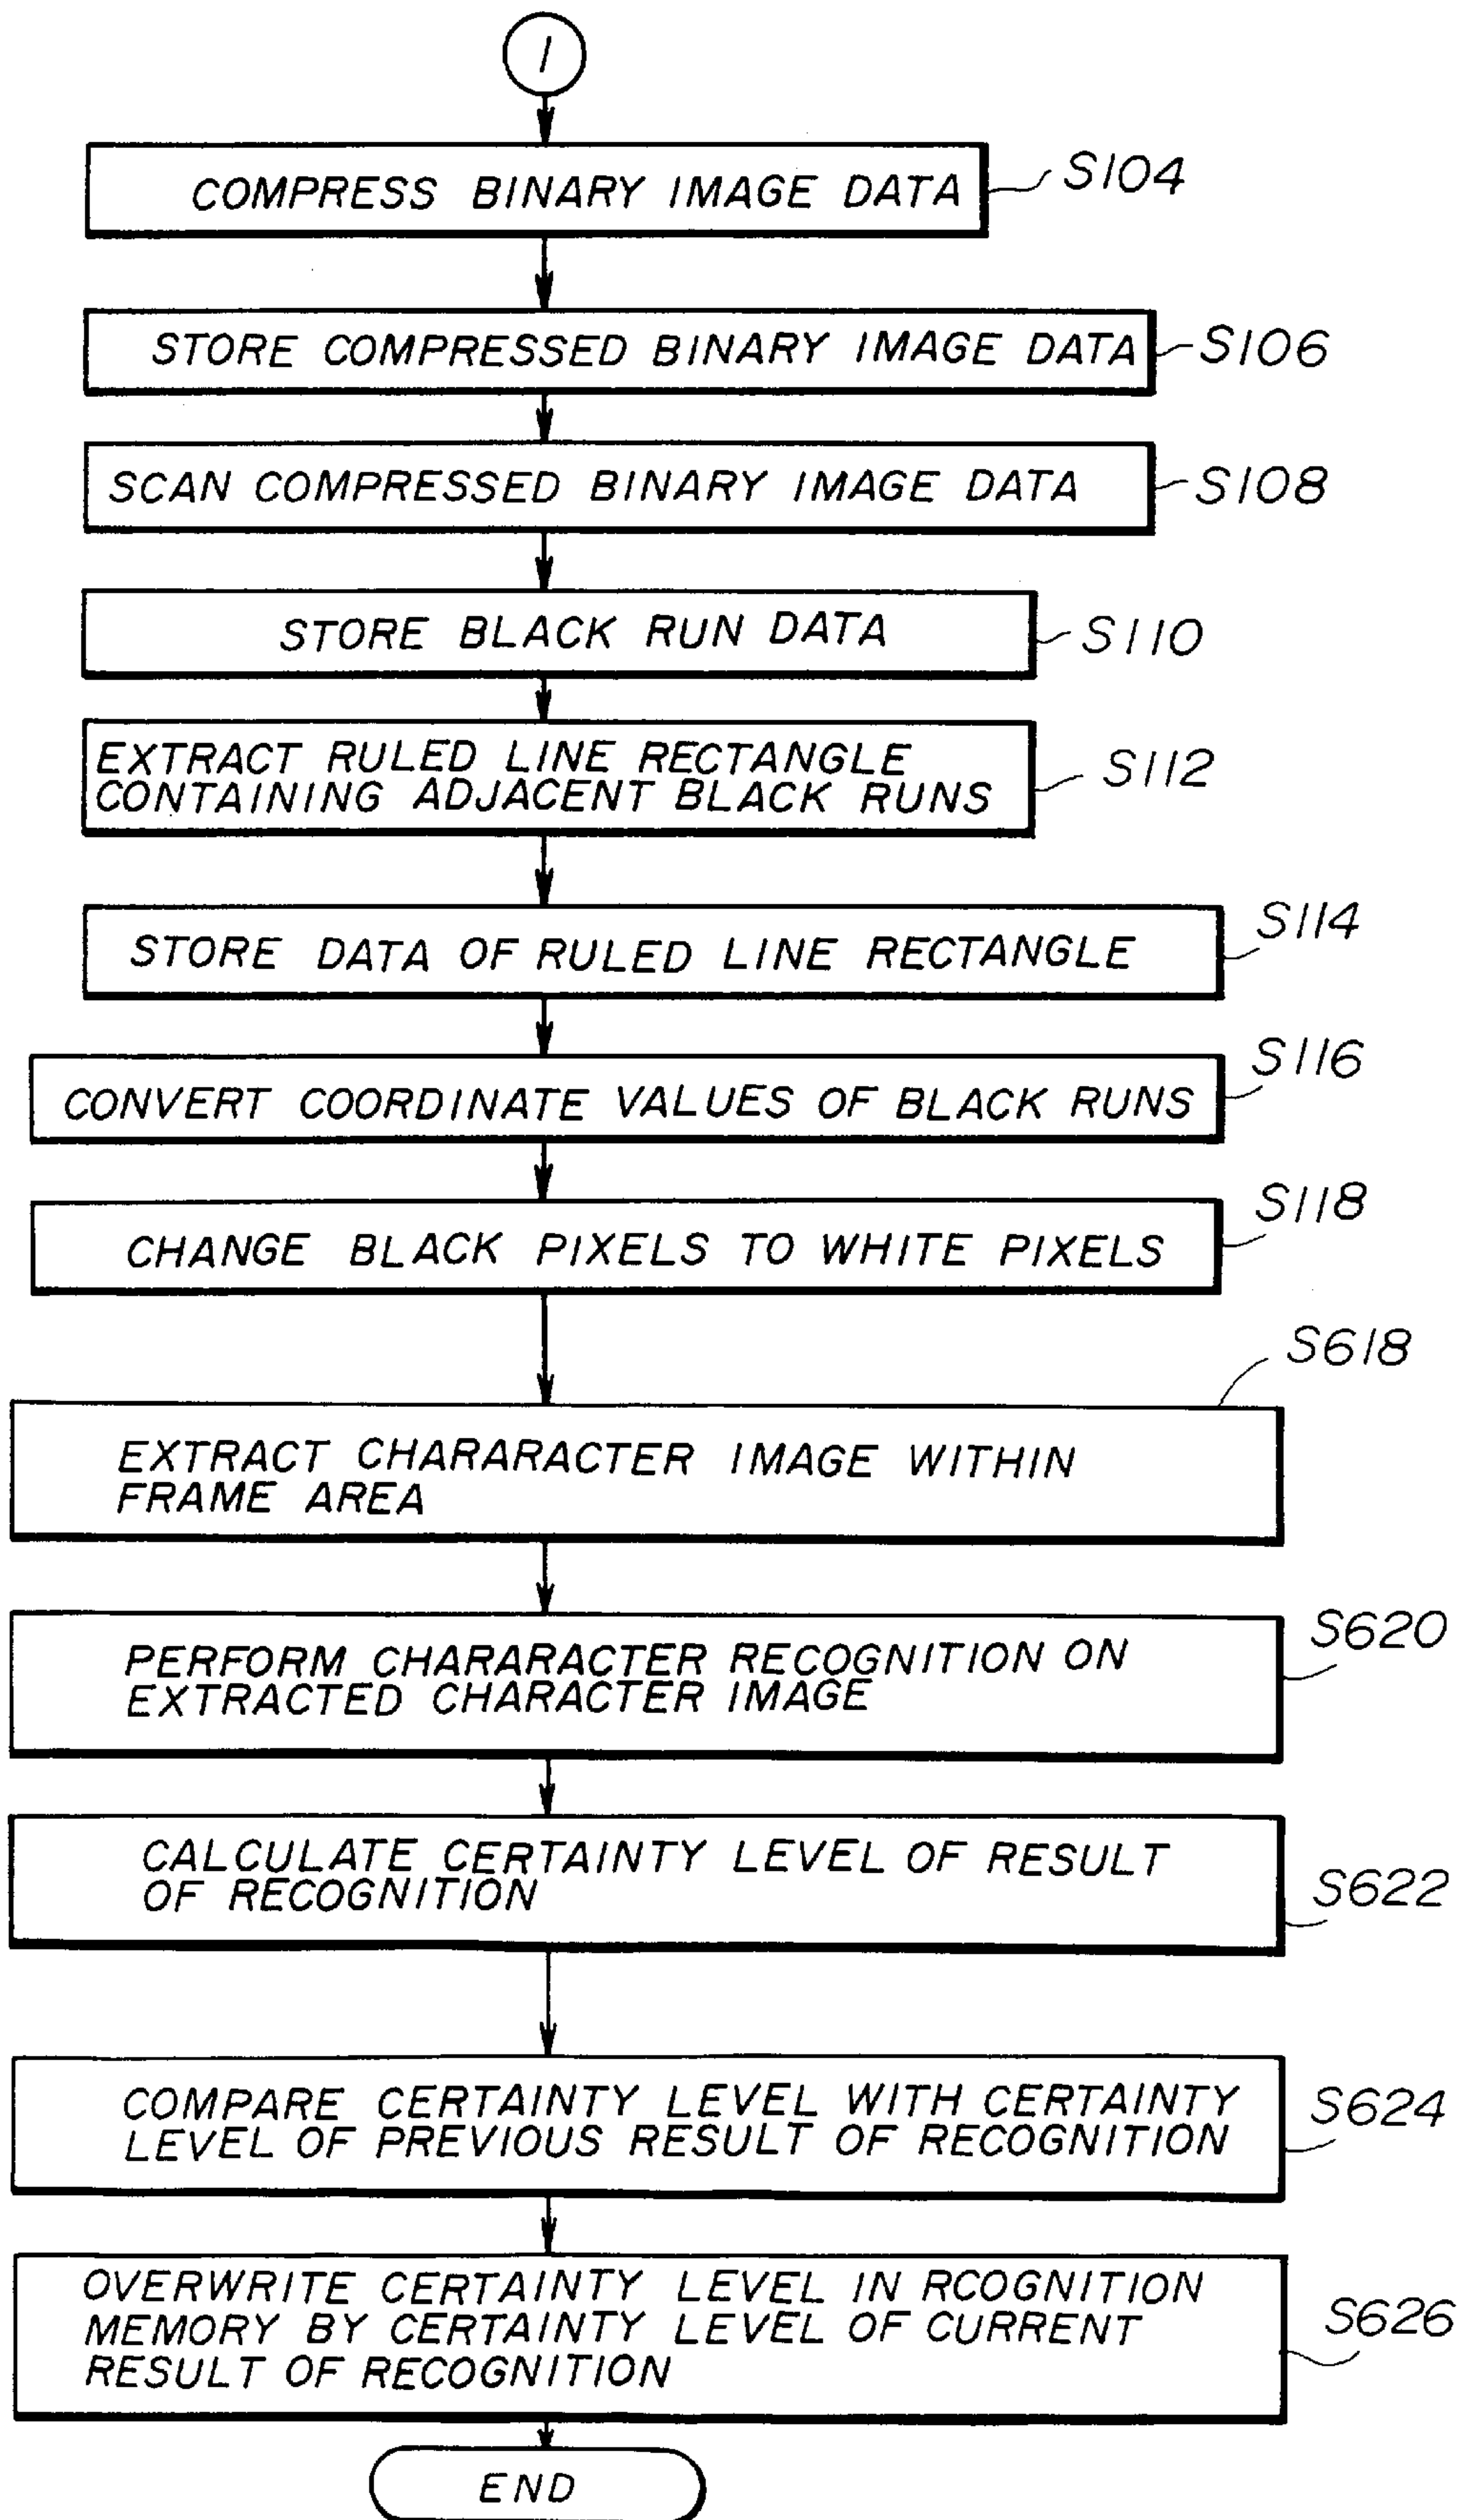 1
COMPRESS BINARY IMAGE DATA
S104
STORE COMPRESSED BINARY IMAGE DATA
S106
SCAN COMPRESSED BINARY IMAGE DATA
S108
STORE BLACK RUN DATA
S110
EXTRACT RULED LINE RECTANGLE
CONTAINING ADJACENT BLACK RUNS
S112
STORE DATA OF RULED LINE RECTANGLE
S114
CONVERT COORDINATE VALUES OF BLACK RUNS
S116
CHANGE BLACK PIXELS TO WHITE PIXELS
S118
S618
EXTRACT CHARARACTER IMAGE WITHIN
FRAME AREA
PERFORM CHARARACTER RECOGNITION ON
EXTRACTED CHARACTER IMAGE
S620
CALCULATE CERTAINTY LEVEL OF RESULT
OF RECOGNITION
S622
COMPARE CERTAINTY LEVEL WITH CERTAINTY
LEVEL OF PREVIOUS RESULT OF RECOGNITION
S624
OVERWRITE CERTAINTY LEVEL IN RCOGNITION
MEMORY BY CERTAINTY LEVEL OF CURRENT
RESULT OF RECOGNITION
S626
END